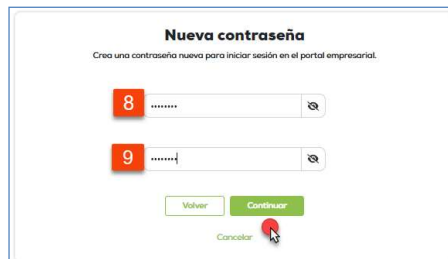 Nueva contraseña
Crea una contraseña nueva para iniciar sesión en el portal empresarial.
8 ........
9 ........
Volver Continuar
Cancelar